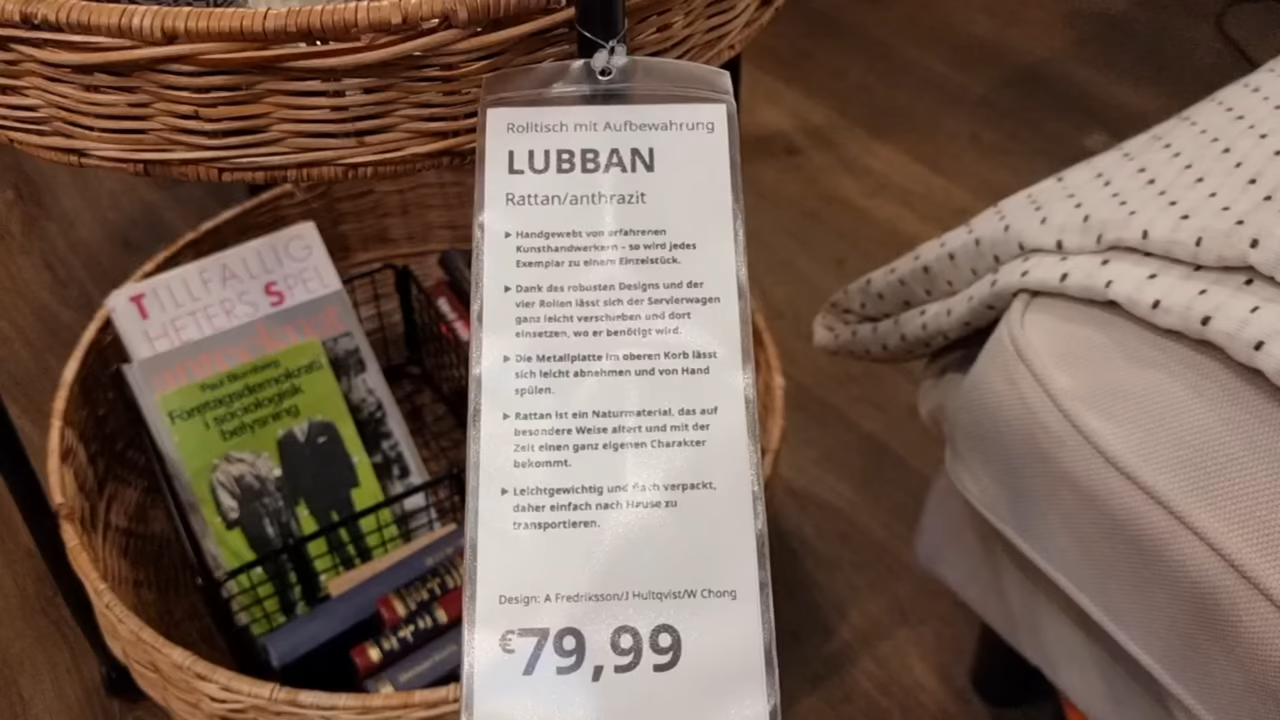 Rolltisch mit Aufbewahrung
LUBBAN
Rattan/anthrazit
▶ Handgewebt von erfahrenen
Kunsthandwerkern – so wird jedes
Exemplar zu einem Einzelstück.
▶ Dank des robusten Designs und der
vier Rollen lässt sich der Servierwagen
ganz leicht verschieben und dort
einsetzen, wo er benötigt wird.
▶ Die Metallplatte im oberen Korb lässt
sich leicht abnehmen und von Hand
spülen.
▶ Rattan ist ein Naturmaterial, das auf
besondere Weise altert und mit der
Zeit einen ganz eigenen Charakter
bekommt.
▶ Leichtgewichtig und flach verpackt,
daher einfach nach Hause zu
transportieren.
Design: A Fredriksson/J Hultqvist/W Chong
€79,99
TILLFÄLLIG
HETERS SPEL
Paul Blumberg
Företagsdemokrati
i sociologisk
belysning